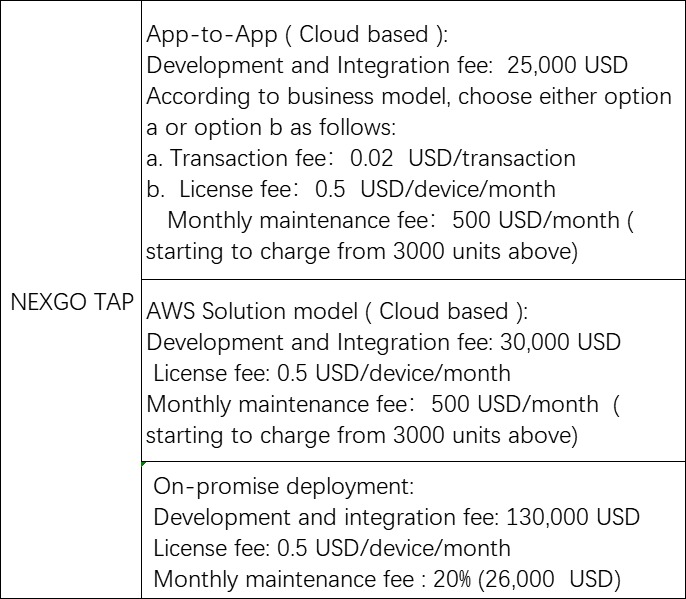 NEXGO TAP
App-to-App ( Cloud based ):
Development and Integration fee:  25,000 USD
According to business model, choose either option
a or option b as follows:
a. Transaction fee：0.02  USD/transaction
b.  License fee：0.5  USD/device/month
Monthly maintenance fee：500 USD/month (
starting to charge from 3000 units above)
AWS Solution model ( Cloud based ):
Development and Integration fee: 30,000 USD
License fee: 0.5 USD/device/month
Monthly maintenance fee：500 USD/month  (
starting to charge from 3000 units above)
On-promise deployment:
Development and integration fee: 130,000 USD
License fee: 0.5 USD/device/month
Monthly maintenance fee : 20% (26,000  USD)